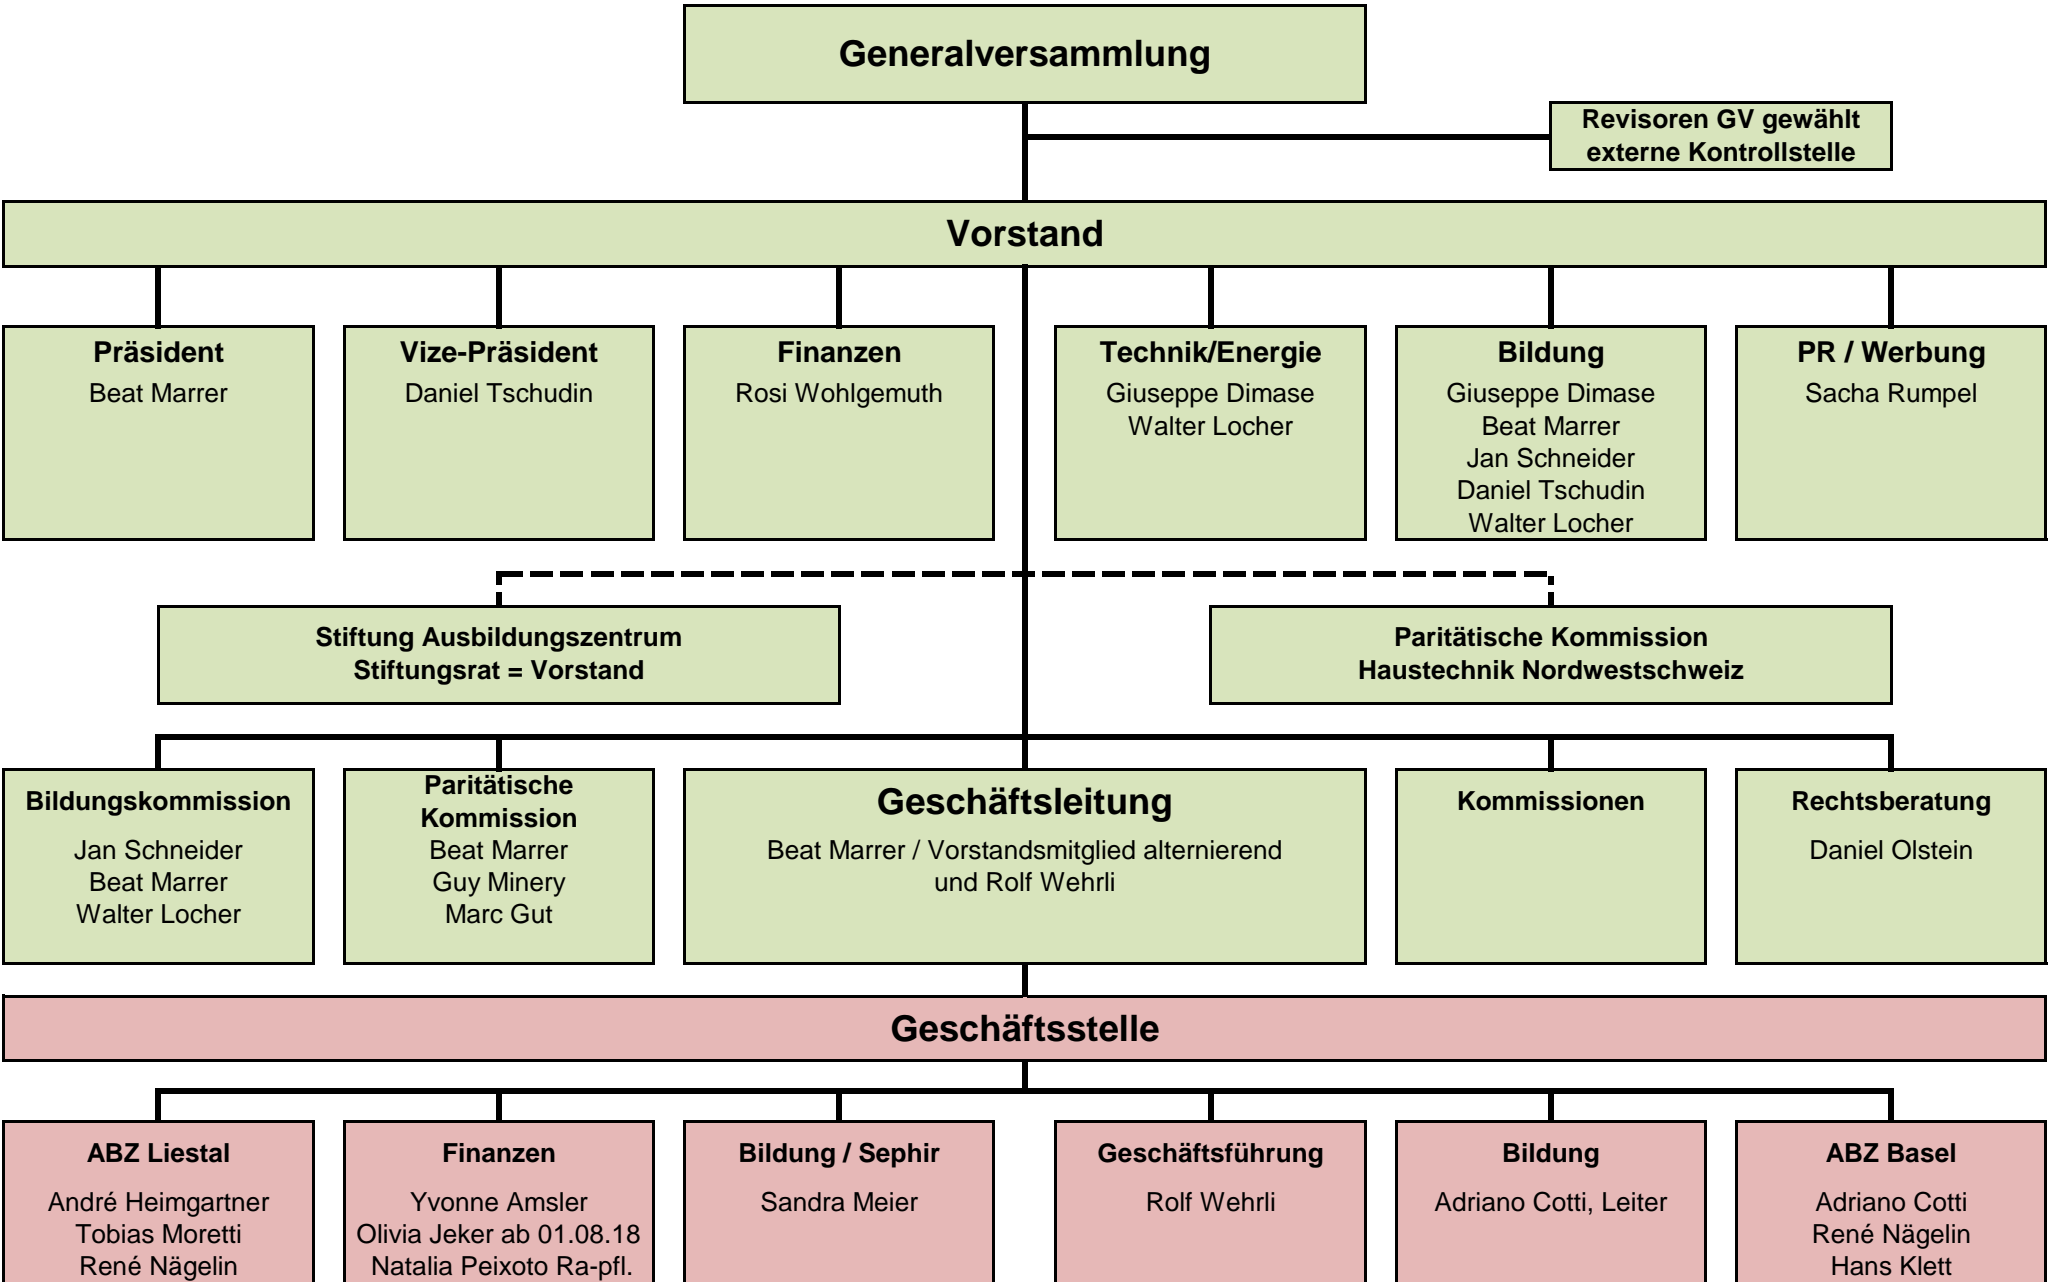 Generalversammlung
Revisoren GV gewählt
externe Kontrollstelle
Vorstand
Präsident
Beat Marrer
Vize-Präsident
Daniel Tschudin
Finanzen
Rosi Wohlgemuth
Technik/Energie
Giuseppe Dimase
Walter Locher
Bildung
Giuseppe Dimase
Beat Marrer
Jan Schneider
Daniel Tschudin
Walter Locher
PR / Werbung
Sacha Rumpel
Stiftung Ausbildungszentrum
Stiftungsrat = Vorstand
Paritätische Kommission
Haustechnik Nordwestschweiz
Bildungskommission
Jan Schneider
Beat Marrer
Walter Locher
Paritätische
Kommission
Beat Marrer
Guy Minery
Marc Gut
Geschäftsleitung
Beat Marrer / Vorstandsmitglied alternierend
und Rolf Wehrli
Kommissionen
Rechtsberatung
Daniel Olstein
Geschäftsstelle
ABZ Liestal
André Heimgartner
Tobias Moretti
René Nägelin
Finanzen
Yvonne Amsler
Olivia Jeker ab 01.08.18
Natalia Peixoto Ra-pfl.
Bildung / Sephir
Sandra Meier
Geschäftsführung
Rolf Wehrli
Bildung
Adriano Cotti, Leiter
ABZ Basel
Adriano Cotti
René Nägelin
Hans Klett